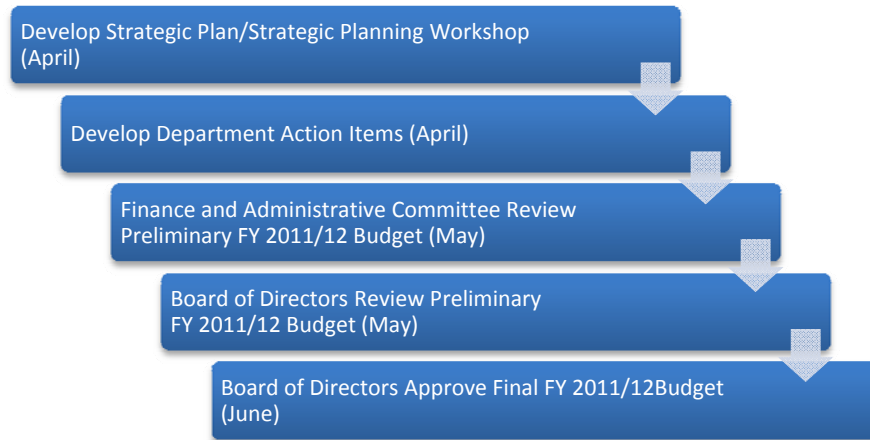 Develop Strategic Plan/Strategic Planning Workshop
(April)
Develop Department Action Items (April)
Finance and Administrative Committee Review
Preliminary FY 2011/12 Budget (May)
Board of Directors Review Preliminary
FY 2011/12 Budget (May)
Board of Directors Approve Final FY 2011/12Budget
(June)